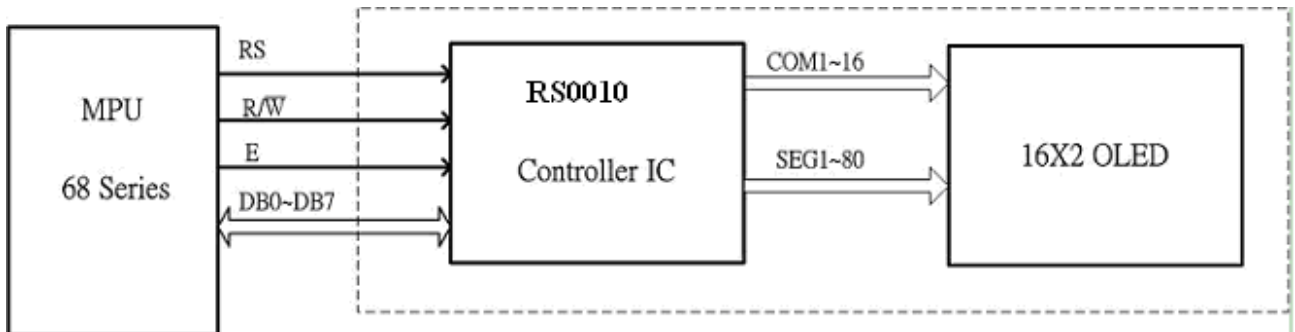 MPU
68 Series
RS
R/W̅
E
DB0~DB7
RS0010
Controller IC
COM1~16
SEG1~80
16X2 OLED